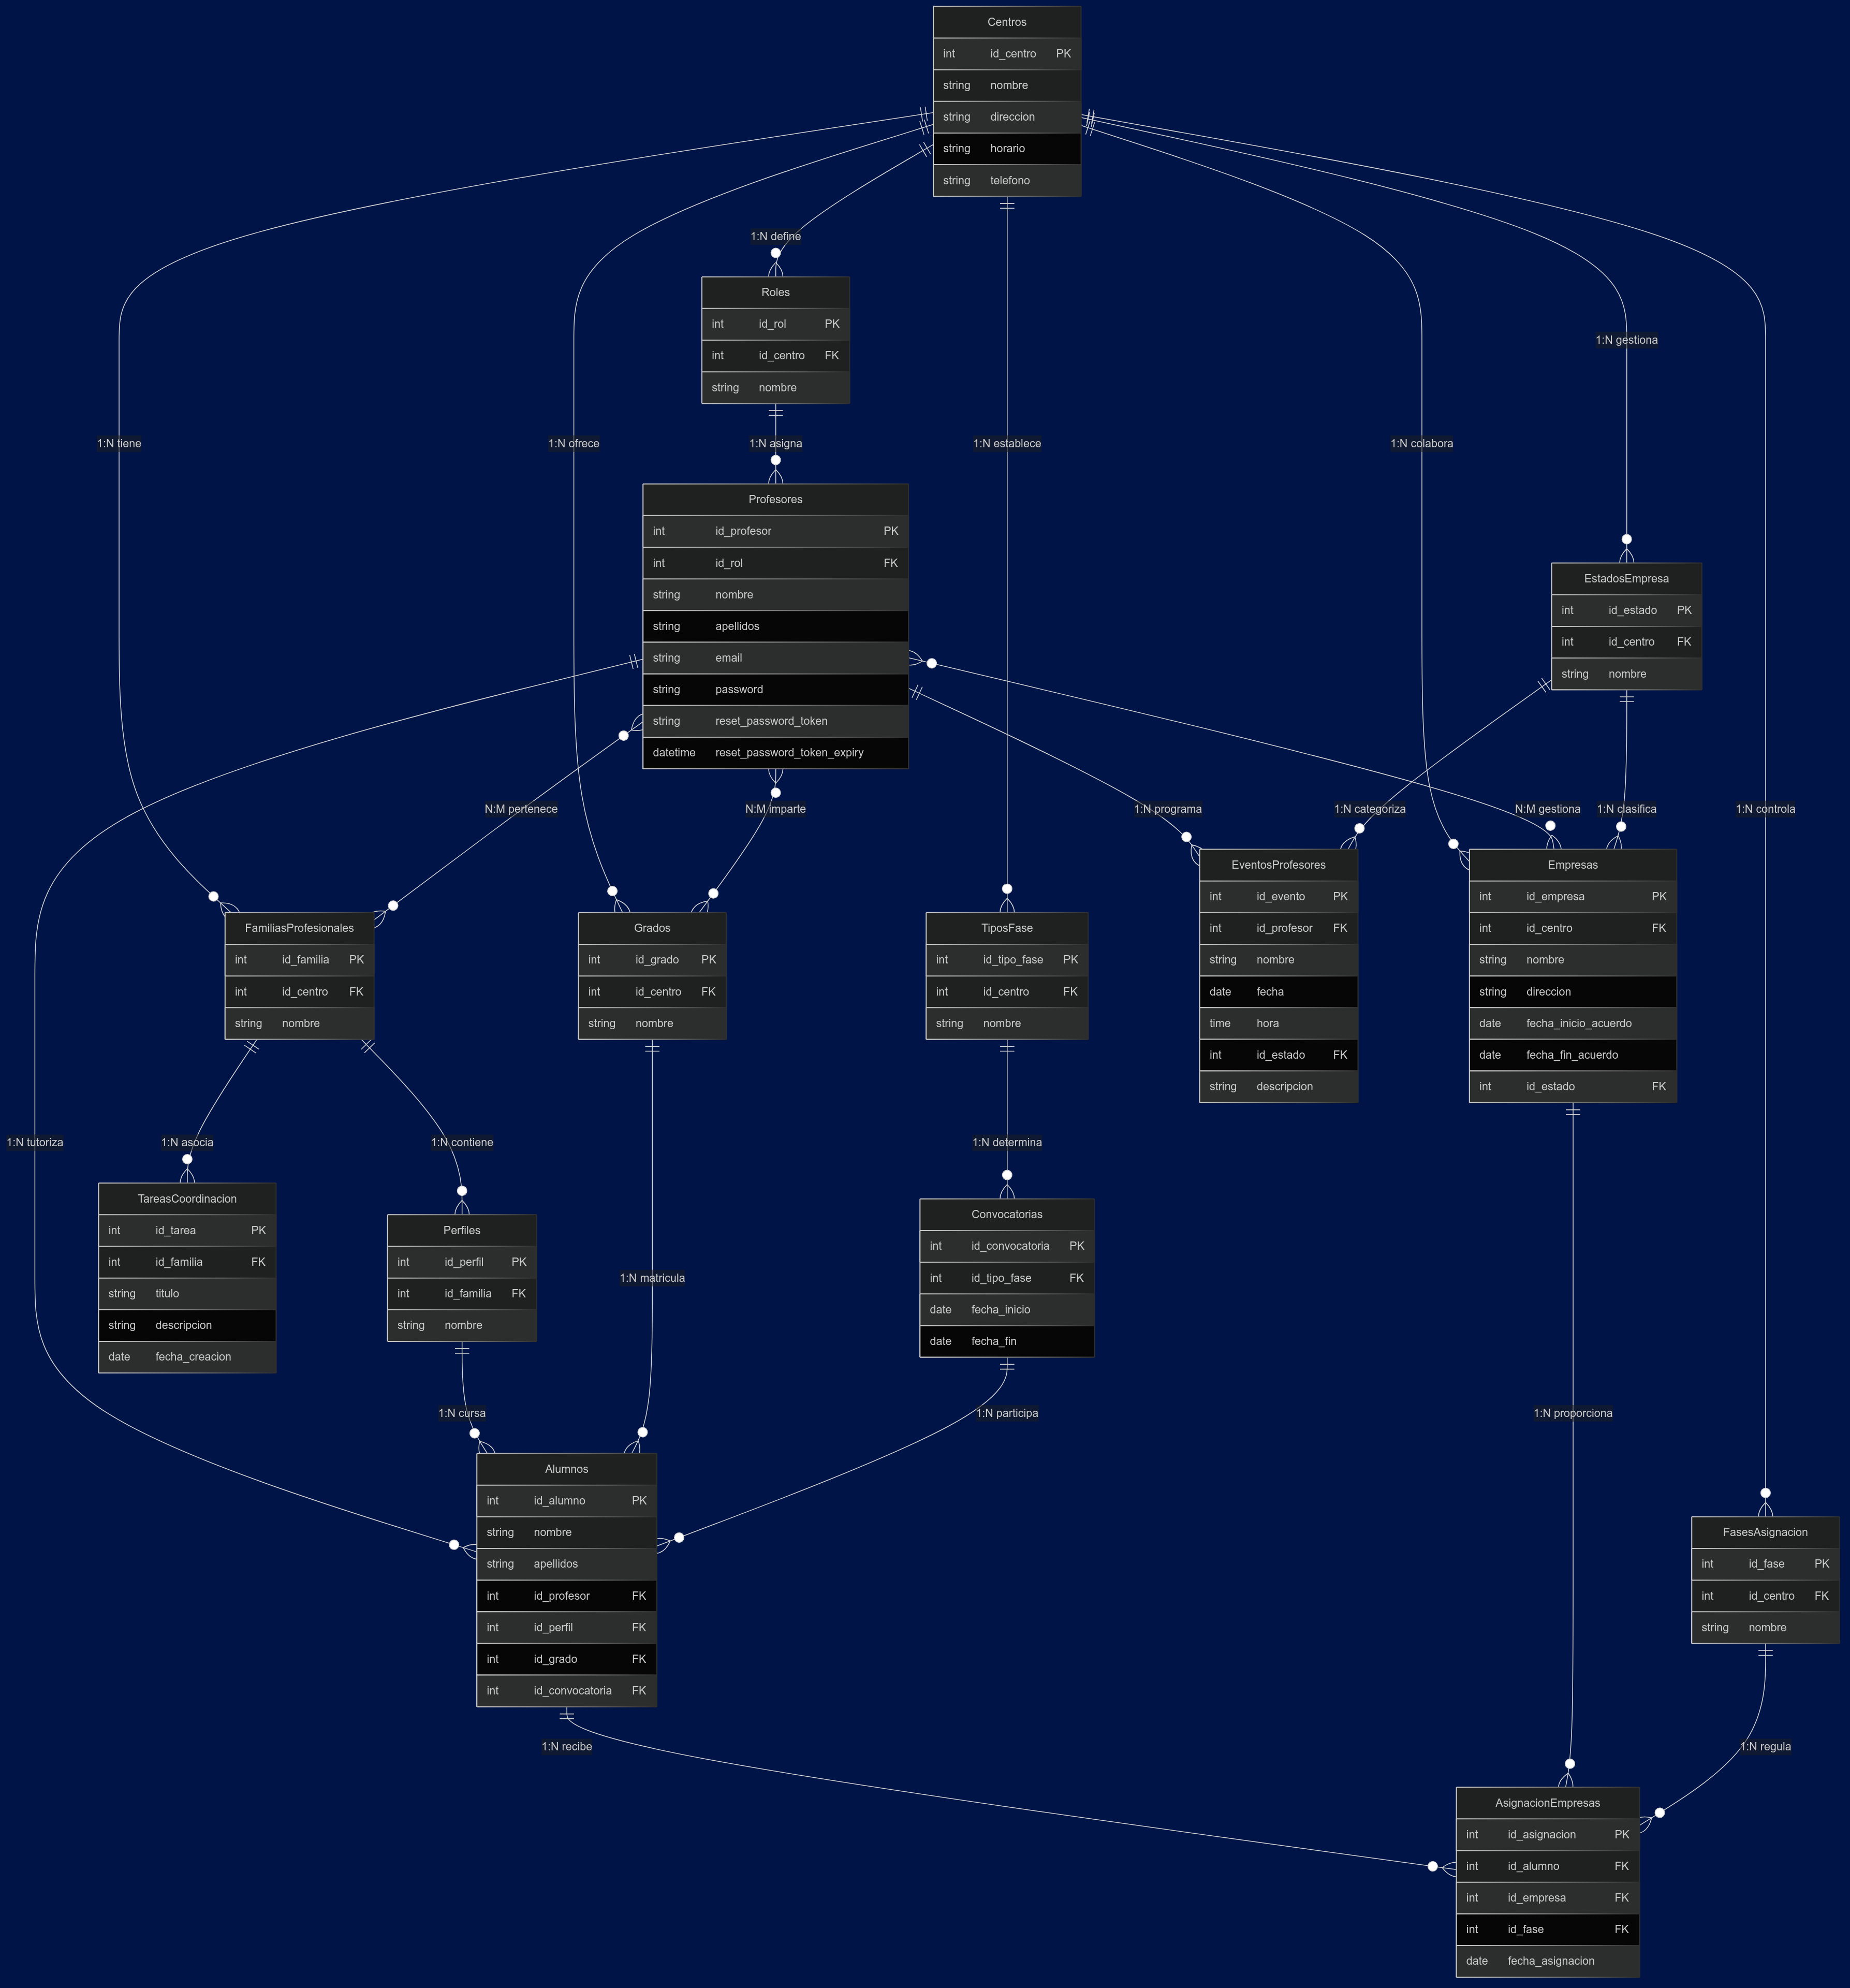 Centros
int id_centro PK
string nombre
string direccion
string horario
string telefono
1:N define
Roles
int id_rol PK
int id_centro FK
string nombre
1:N gestiona
1:N tiene
1:N ofrece
1:N asigna
1:N establece
1:N colabora
Profesores
int id_profesor PK
int id_rol FK
string nombre
string apellidos
string email
string password
string reset_password_token
datetime reset_password_token_expiry
EstadosEmpresa
int id_estado PK
int id_centro FK
string nombre
N:M pertenece
N:M imparte
1:N programa
1:N categoriza
N:M gestiona
1:N clasifica
1:N controla
FamiliasProfesionales
int id_familia PK
int id_centro FK
string nombre
Grados
int id_grado PK
int id_centro FK
string nombre
TiposFase
int id_tipo_fase PK
int id_centro FK
string nombre
EventosProfesores
int id_evento PK
int id_profesor FK
string nombre
date fecha
time hora
int id_estado FK
string descripcion
Empresas
int id_empresa PK
int id_centro FK
string nombre
string direccion
date fecha_inicio_acuerdo
date fecha_fin_acuerdo
int id_estado FK
1:N tutoriza
1:N asocia
1:N contiene
1:N determina
TareasCoordinacion
int id_tarea PK
int id_familia FK
string titulo
string descripcion
date fecha_creacion
Perfiles
int id_perfil PK
int id_familia FK
string nombre
1:N matricula
Convocatorias
int id_convocatoria PK
int id_tipo_fase FK
date fecha_inicio
date fecha_fin
1:N cursa
1:N participa
1:N proporciona
Alumnos
int id_alumno PK
string nombre
string apellidos
int id_profesor FK
int id_perfil FK
int id_grado FK
int id_convocatoria FK
FasesAsignacion
int id_fase PK
int id_centro FK
string nombre
1:N recibe
1:N regula
AsignacionEmpresas
int id_asignacion PK
int id_alumno FK
int id_empresa FK
int id_fase FK
date fecha_asignacion